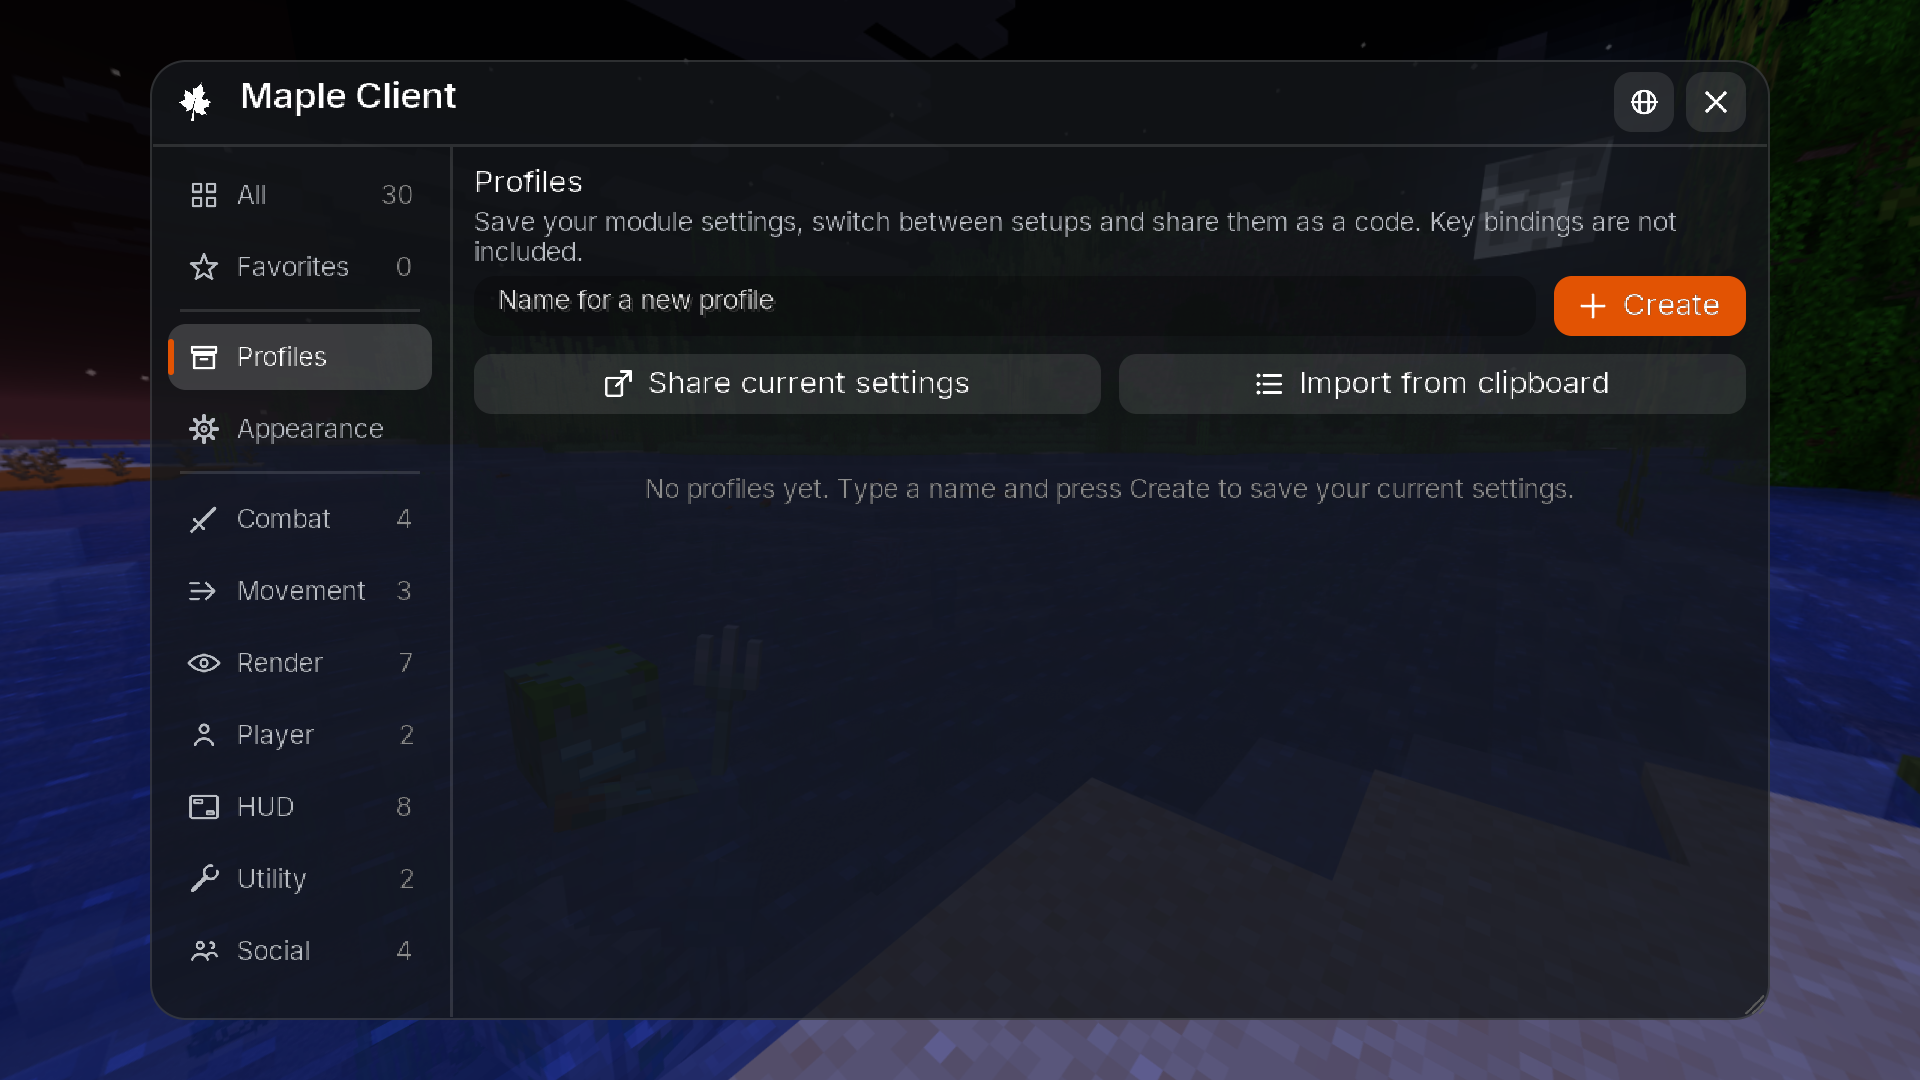 Maple Client
All 30
Favorites 0
Profiles
Appearance
Combat 4
Movement 3
Render 7
Player 2
HUD 8
Utility 2
Social 4
Profiles
Save your module settings, switch between setups and share them as a code. Key bindings are not
included.
Name for a new profile
Create
Share current settings
Import from clipboard
No profiles yet. Type a name and press Create to save your current settings.